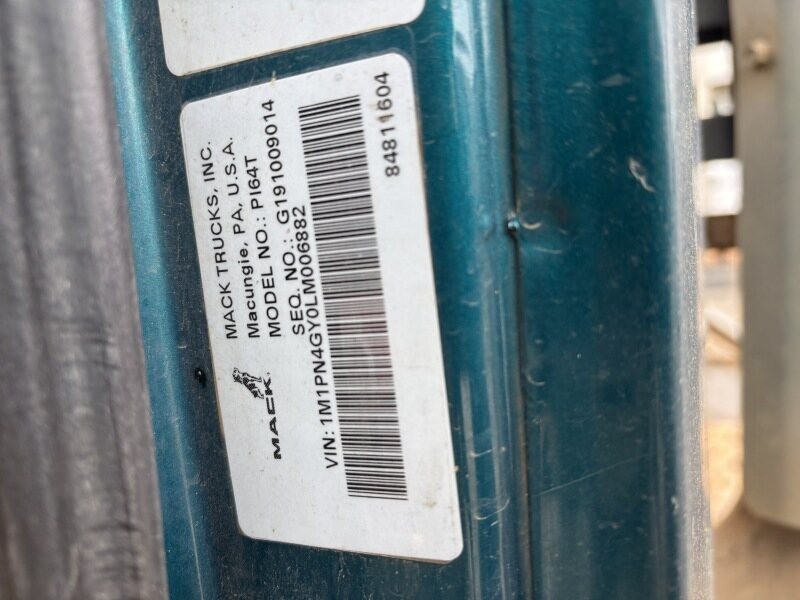 MACK TRUCKS, INC.
Macungie, PA, U.S.A.
MODEL NO.: PI64T
SEQ. NO.: G191009014
MACK.
VIN: 1M1PN4GY0LM006882
84811604